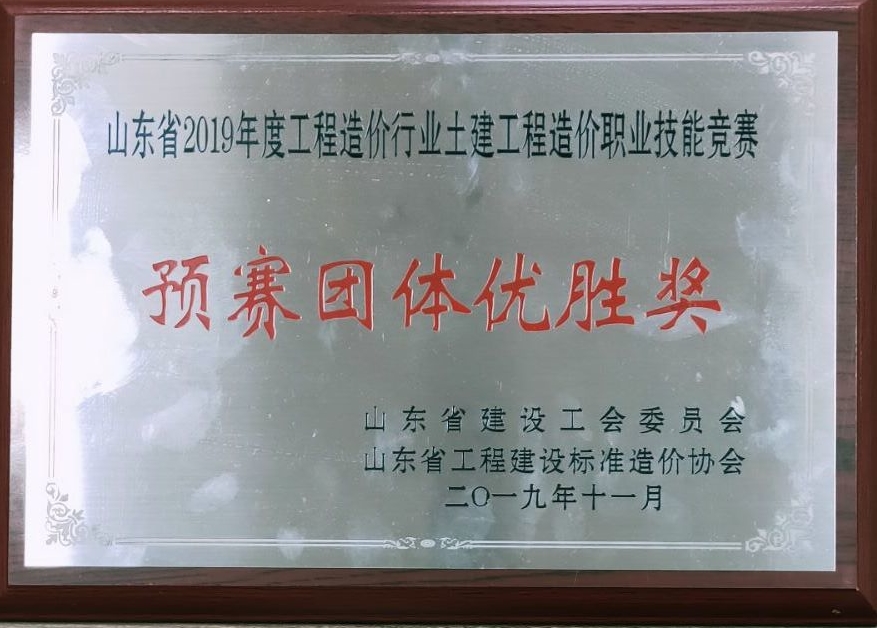 山东省2019年度工程造价行业土建工程造价职业技能竞赛
预赛团体优胜奖
山东省建设工会委员会
山东省工程建设标准造价协会
二〇一九年十一月